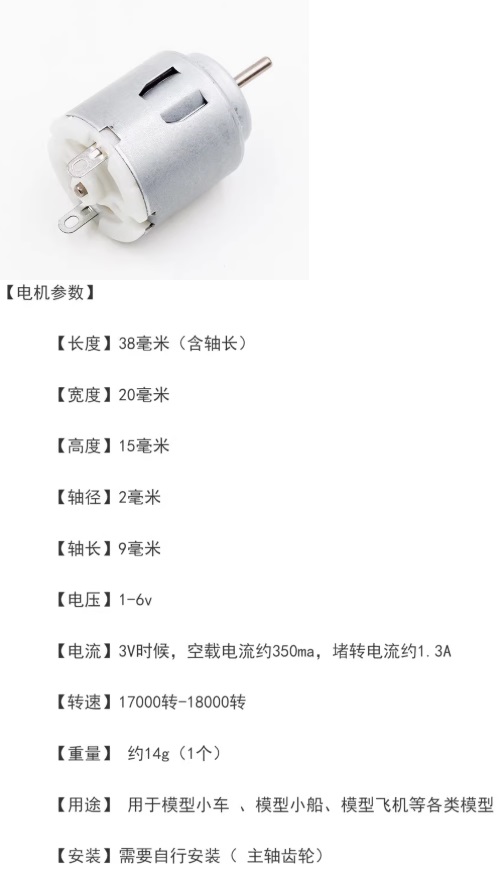 【电机参数】
【长度】38毫米（含轴长）
【宽度】20毫米
【高度】15毫米
【轴径】2毫米
【轴长】9毫米
【电压】1-6v
【电流】3V时候，空载电流约350ma，堵转电流约1.3A
【转速】17000转-18000转
【重量】 约14g（1个）
【用途】 用于模型小车 、模型小船、模型飞机等各类模型
【安装】需要自行安装（ 主轴齿轮）